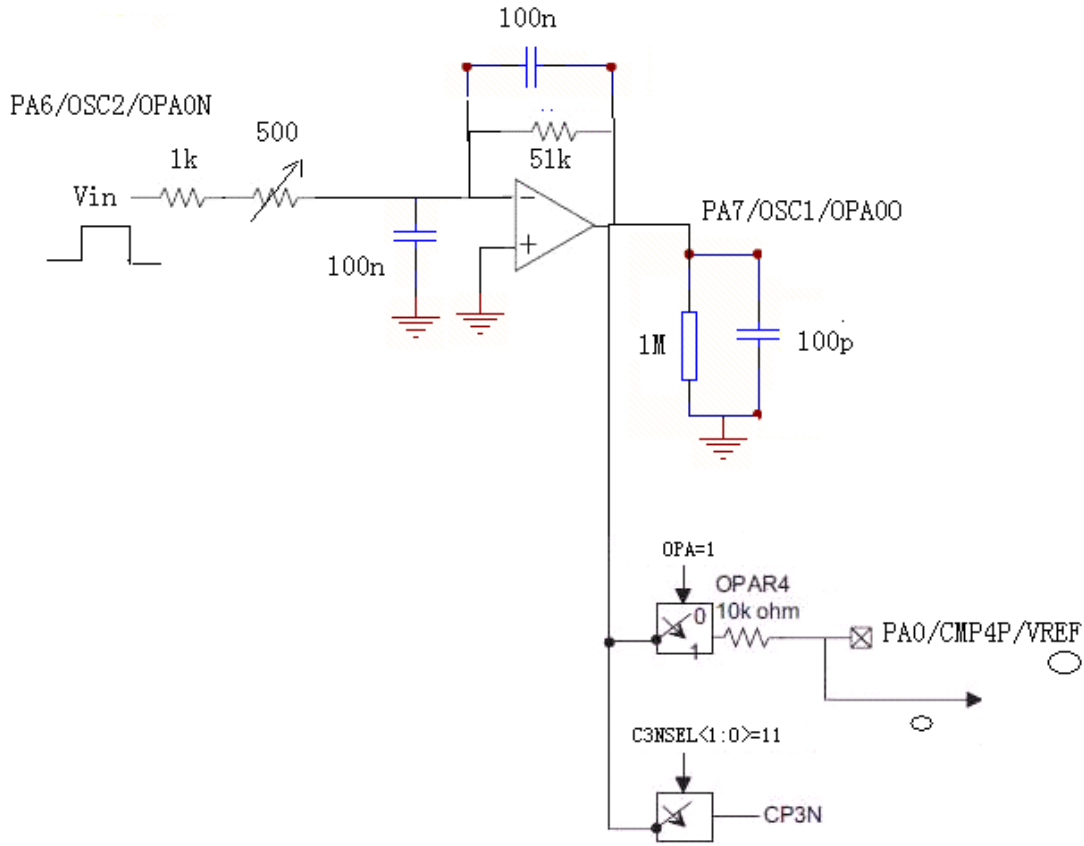 100n
PA6/OSC2/OPA0N
500
1k
51k
Vin
PA7/OSC1/OPA0O
100n
1M
100p
OPA=1
OPAR4
0
10k ohm
PA0/CMP4P/VREF
1
C3NSEL<1:0>=11
CP3N